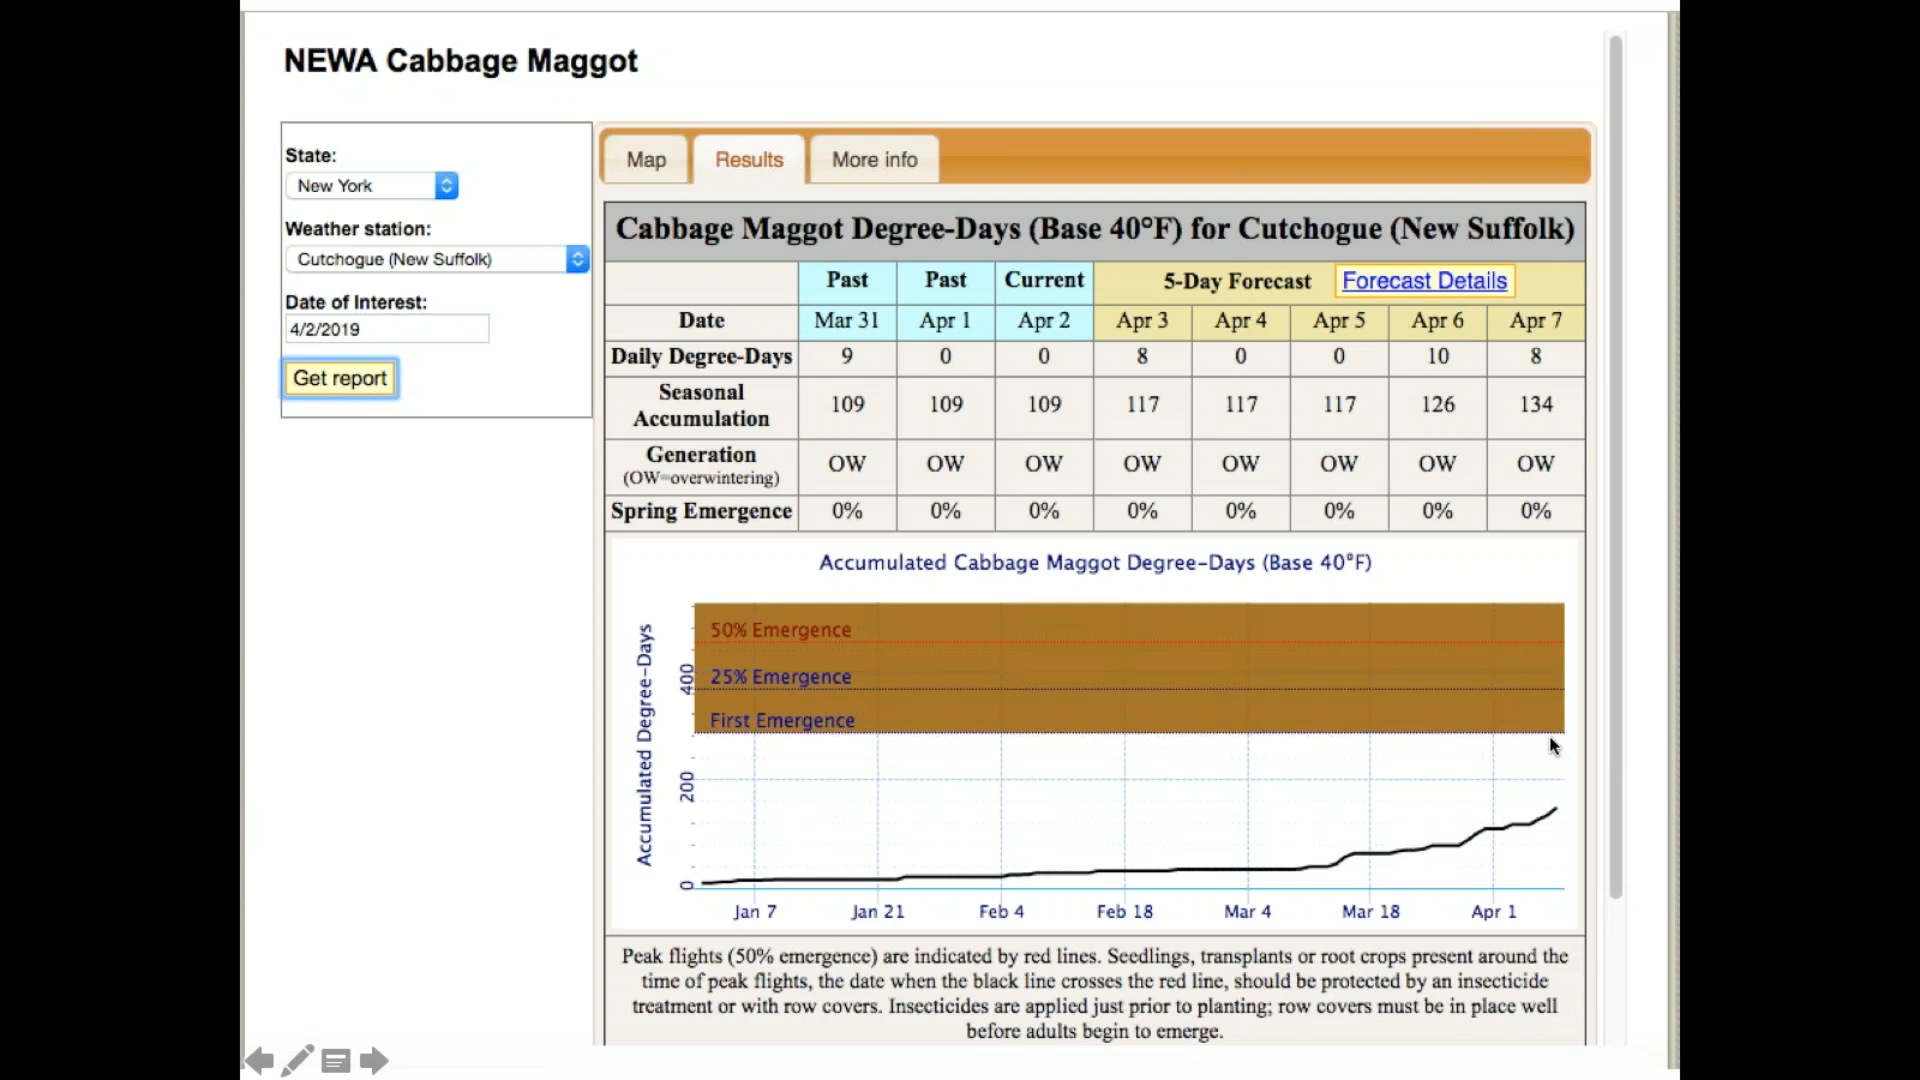 NEWA Cabbage Maggot
State:
New York
Weather station:
Cutchogue (New Suffolk)
Date of Interest:
4/2/2019
Get report
Map Results More info
Cabbage Maggot Degree-Days (Base 40°F) for Cutchogue (New Suffolk)
Past Past Current 5-Day Forecast Forecast Details
Date Mar 31 Apr 1 Apr 2 Apr 3 Apr 4 Apr 5 Apr 6 Apr 7
Daily Degree-Days 9 0 0 8 0 0 10 8
Seasonal
Accumulation 109 109 109 117 117 117 126 134
Generation
(OW=overwintering) OW OW OW OW OW OW OW OW
Spring Emergence 0% 0% 0% 0% 0% 0% 0% 0%
Accumulated Cabbage Maggot Degree-Days (Base 40°F)
Accumulated Degree-Days
50% Emergence
400
25% Emergence
First Emergence
200
0
Jan 7 Jan 21 Feb 4 Feb 18 Mar 4 Mar 18 Apr 1
Peak flights (50% emergence) are indicated by red lines. Seedlings, transplants or root crops present around the
time of peak flights, the date when the black line crosses the red line, should be protected by an insecticide
treatment or with row covers. Insecticides are applied just prior to planting; row covers must be in place well
before adults begin to emerge.